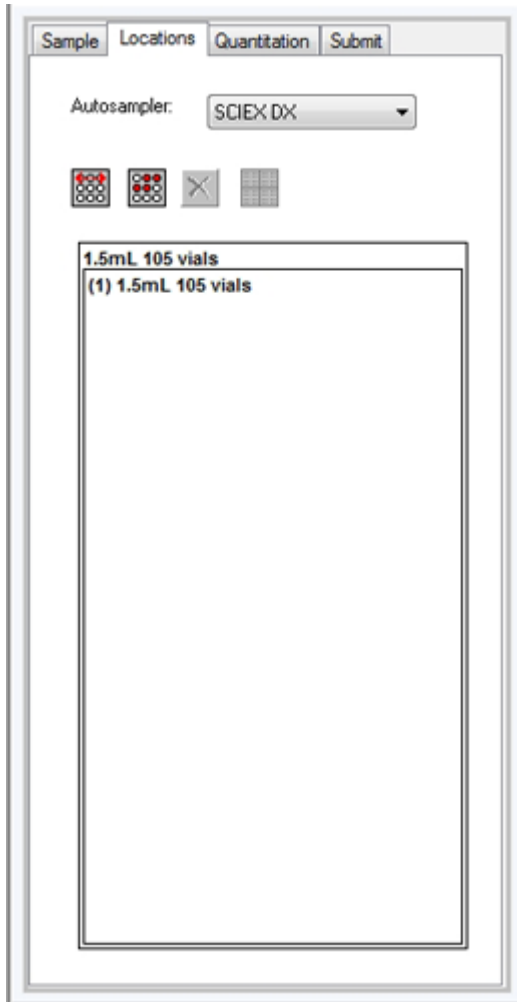 Sample Locations Quantitation Submit
Autosampler: SCIEX DX
1.5mL 105 vials
(1) 1.5mL 105 vials